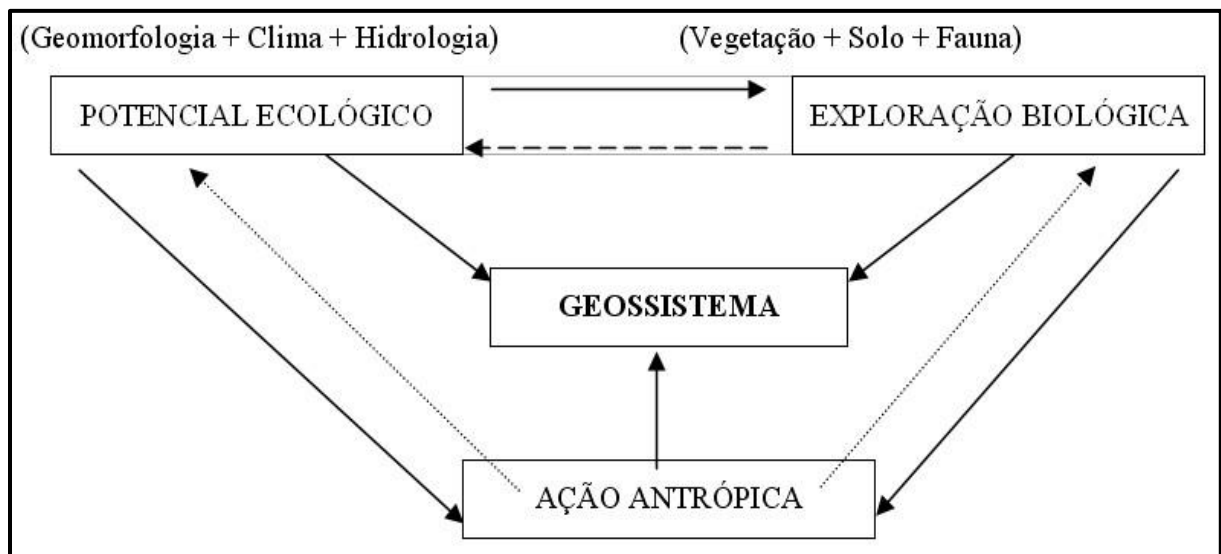 (Geomorfologia + Clima + Hidrologia)
(Vegetação + Solo + Fauna)
POTENCIAL ECOLÓGICO
EXPLORAÇÃO BIOLÓGICA
GEOSSISTEMA
AÇÃO ANTRÓPICA